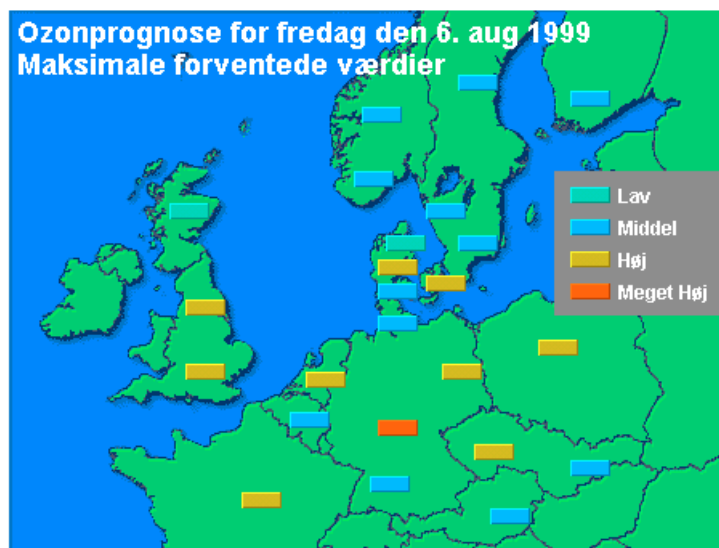 Ozonprognose for fredag den 6. aug 1999
Maksimale forventede værdier
Lav
Middel
Høj
Meget Høj